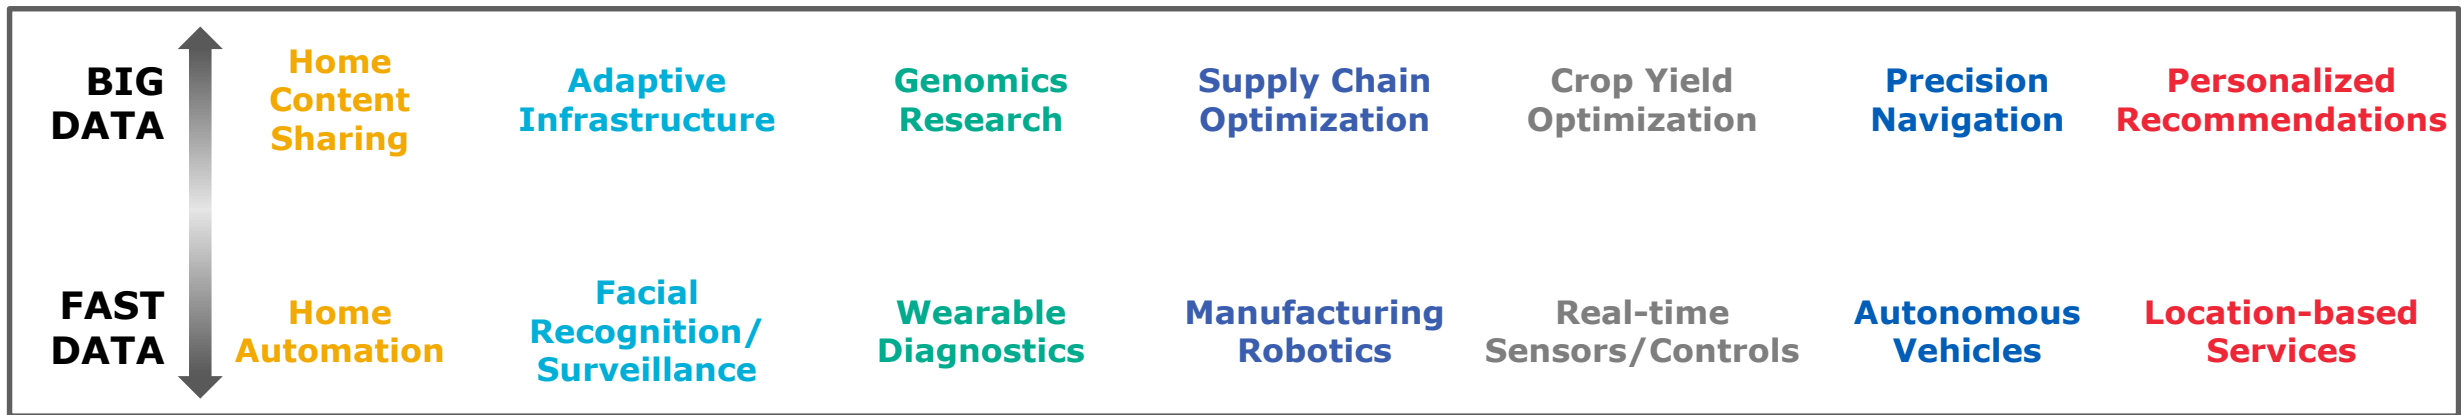 BIG
DATA
Home
Content
Sharing
Adaptive
Infrastructure
Genomics
Research
Supply Chain
Optimization
Crop Yield
Optimization
Precision
Navigation
Personalized
Recommendations
FAST
DATA
Home
Automation
Facial
Recognition/
Surveillance
Wearable
Diagnostics
Manufacturing
Robotics
Real-time
Sensors/Controls
Autonomous
Vehicles
Location-based
Services